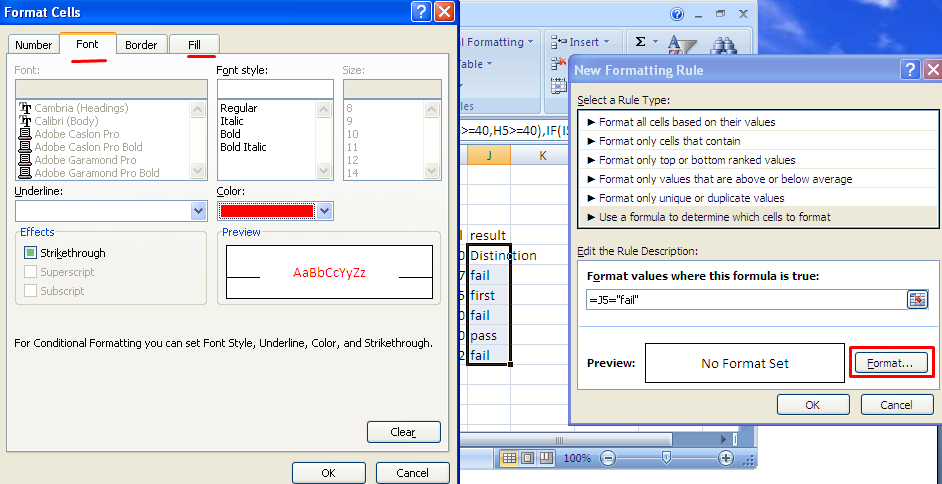 Format Cells
Number Font Border Fill
Font: Font style: Size:
Cambria (Headings)
Calibri (Body)
Adobe Caslon Pro
Adobe Caslon Pro Bold
Adobe Garamond Pro
Adobe Garamond Pro Bold
Regular
Italic
Bold
Bold Italic
8
9
10
11
12
14
Underline: Color:
Effects
Strikethrough
Superscript
Subscript
Preview
AaBbCcYyZz
For Conditional Formatting you can set Font Style, Underline, Color, and Strikethrough.
Clear
OK Cancel
l Formatting Insert Σ
able
les
>=40,H5>=40),IF(I5
J K
l result
0 Distinction
7 fail
5 first
0 fail
0 pass
2 fail
100%
New Formatting Rule
Select a Rule Type:
► Format all cells based on their values
► Format only cells that contain
► Format only top or bottom ranked values
► Format only values that are above or below average
► Format only unique or duplicate values
► Use a formula to determine which cells to format
Edit the Rule Description:
Format values where this formula is true:
=J5="fail"
Preview: No Format Set Format...
OK Cancel